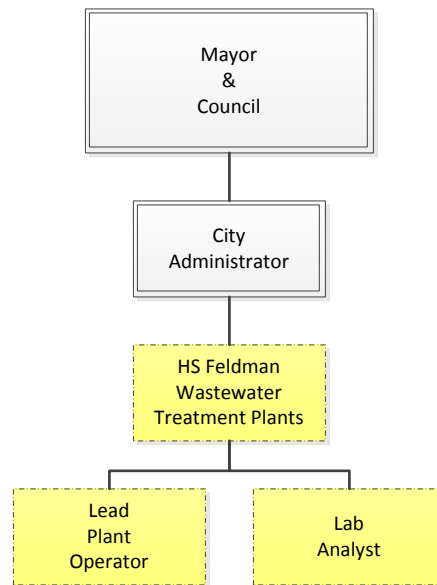 Mayor
&
Council
City
Administrator
HS Feldman
Wastewater
Treatment Plants
Lead
Plant
Operator
Lab
Analyst